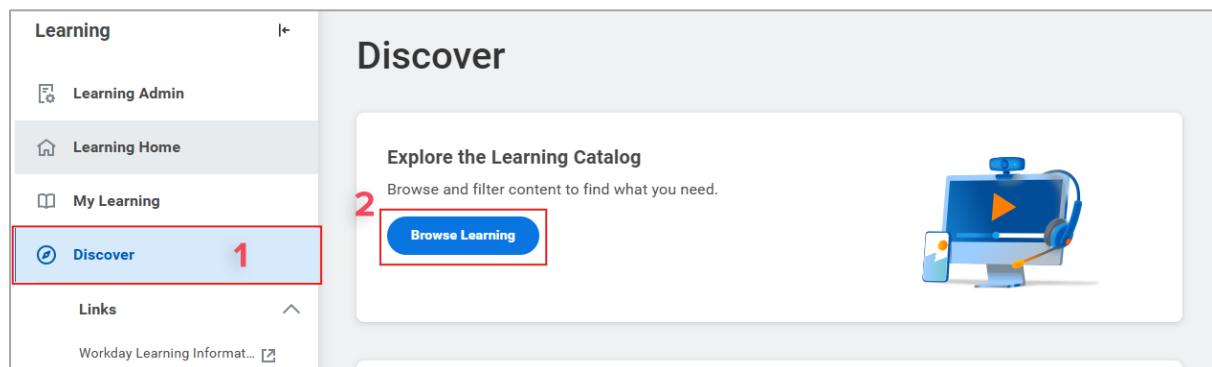 Learning
Learning Admin
Learning Home
My Learning
Discover 1
Links
Workday Learning Informat...
Discover
Explore the Learning Catalog
Browse and filter content to find what you need.
2
Browse Learning